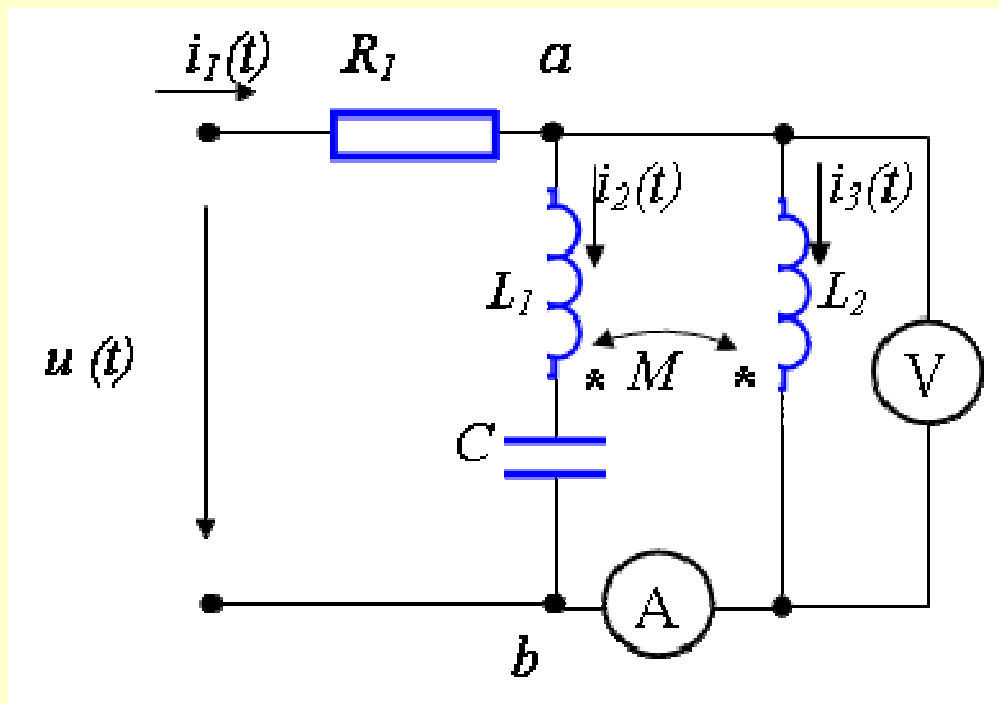 i₁(t) R₁ a
i₂(t) i₃(t)
L₁ L₂
u (t) * M * V
C
A
b